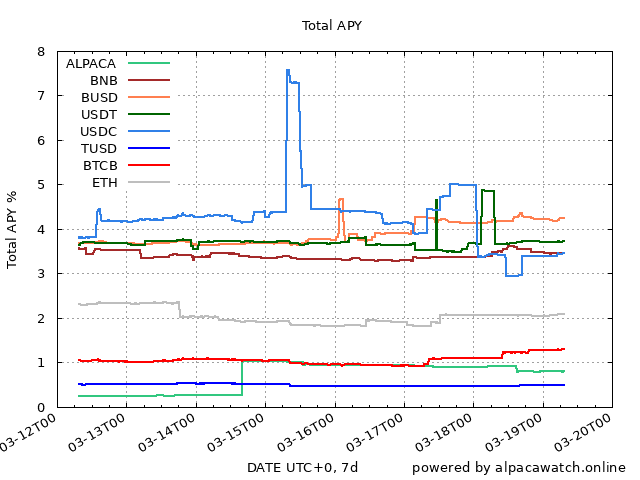 Total APY
Total APY %
8
7
6
5
4
3
2
1
0
ALPACA
BNB
BUSD
USDT
USDC
TUSD
BTCB
ETH
03-12T00
03-13T00
03-14T00
03-15T00
03-16T00
03-17T00
03-18T00
03-19T00
03-20T00
DATE UTC+0, 7d
powered by alpacawatch.online